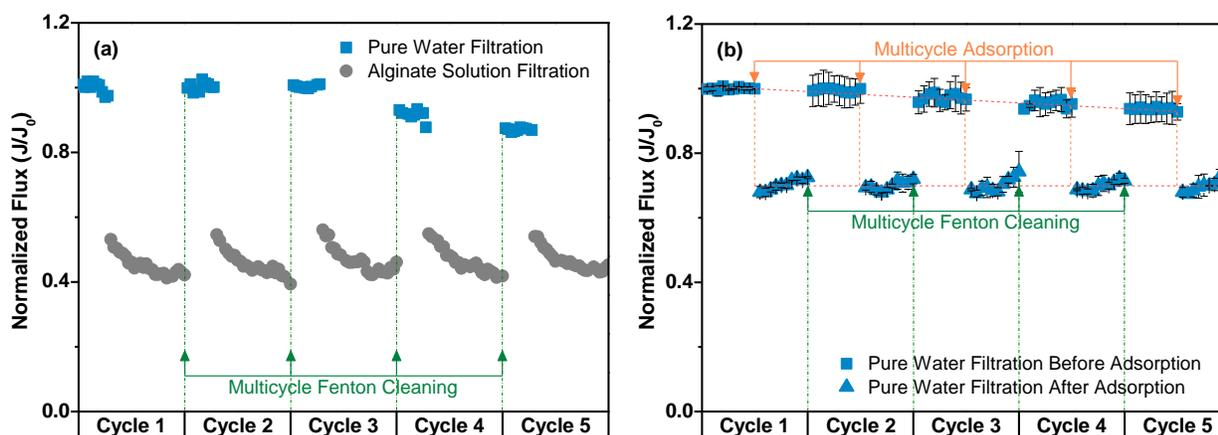 (a)
Pure Water Filtration
Alginate Solution Filtration
Normalized Flux (J/J0)
1.2
0.8
0.4
0.0
Multicycle Fenton Cleaning
Cycle 1 Cycle 2 Cycle 3 Cycle 4 Cycle 5
(b)
Multicycle Adsorption
Normalized Flux (J/J0)
1.2
0.8
0.4
0.0
Multicycle Fenton Cleaning
Pure Water Filtration Before Adsorption
Pure Water Filtration After Adsorption
Cycle 1 Cycle 2 Cycle 3 Cycle 4 Cycle 5